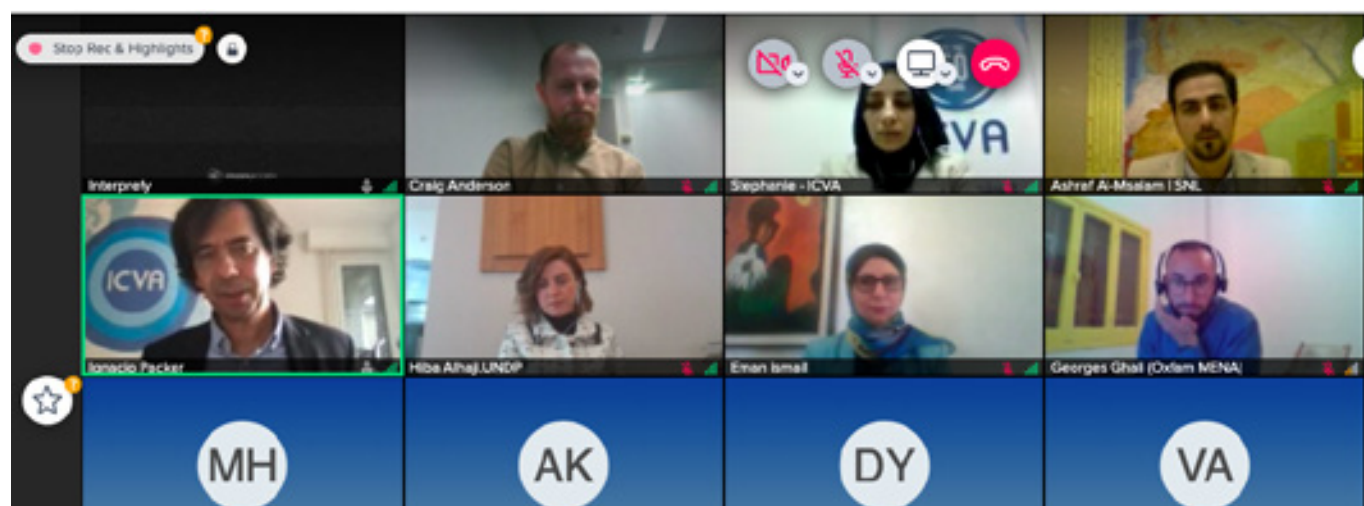 Stop Rec & Highlights
ICVA
Interprefy
Craig Anderson
Stephanie - ICVA
Ashraf Al-Msalam | SNL
ICVA
Ignacio Packer
Hiba Alhaji.UNDP
Eman Ismail
Georges Ghali (Oxfam MENA)
MH
AK
DY
VA